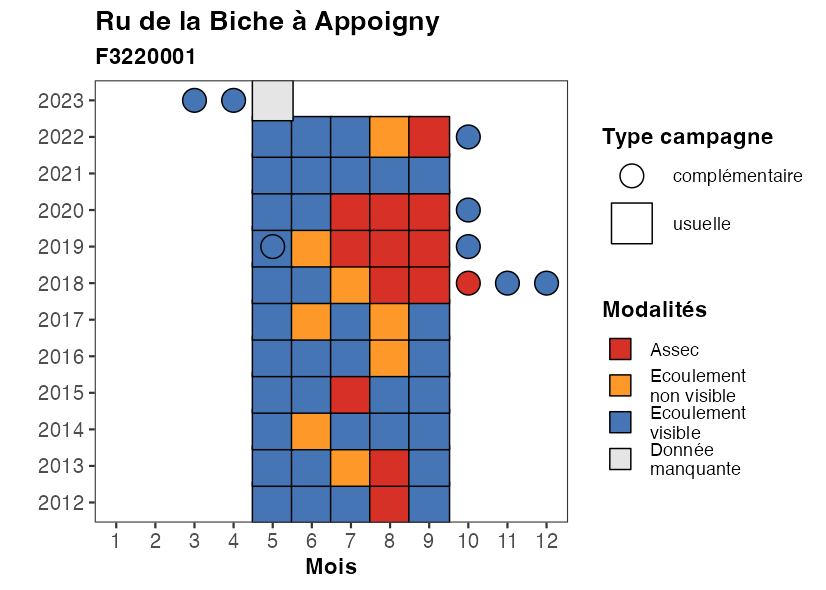 Ru de la Biche à Appoigny
F3220001
2023
2022
2021
2020
2019
2018
2017
2016
2015
2014
2013
2012
1 2 3 4 5 6 7 8 9 10 11 12
Mois
Type campagne
complémentaire
usuelle
Modalités
Assec
Ecoulement
non visible
Ecoulement
visible
Donnée
manquante